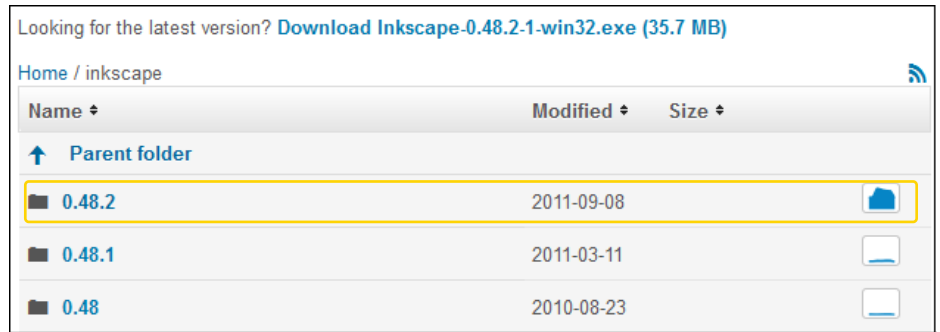 Looking for the latest version? Download Inkscape-0.48.2-1-win32.exe (35.7 MB)
Home / inkscape
Name Modified Size
Parent folder
0.48.2 2011-09-08
0.48.1 2011-03-11
0.48 2010-08-23